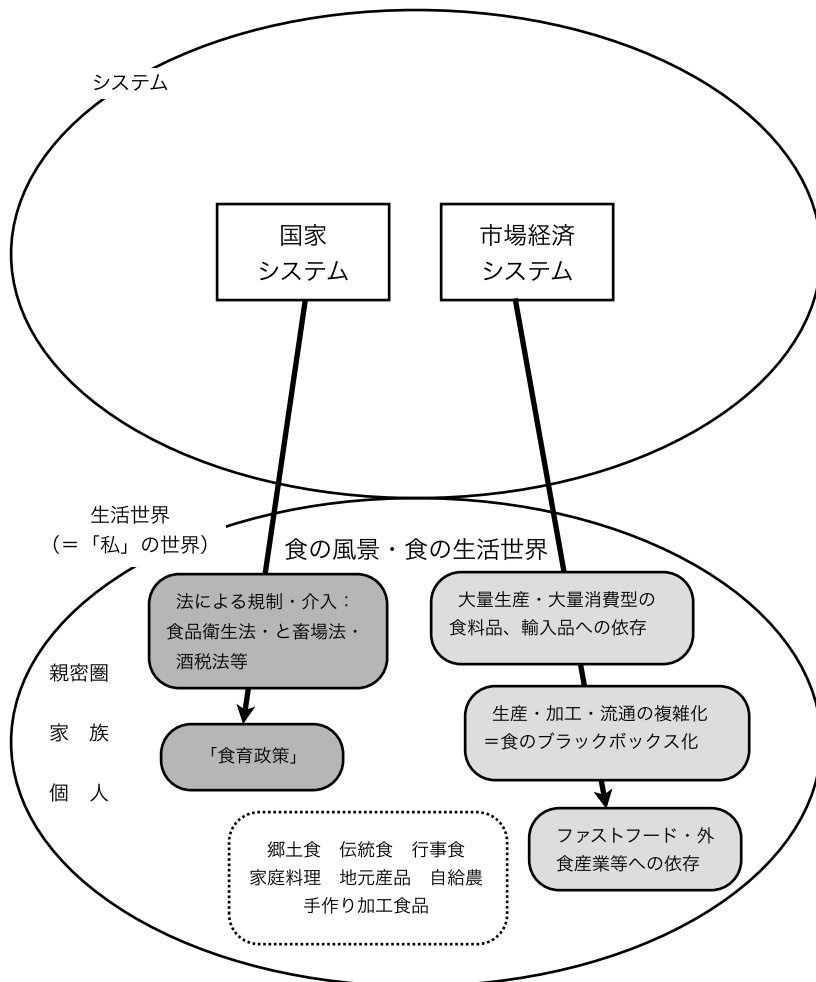 システム
国家
システム
市場経済
システム
生活世界
（＝「私」の世界）
食の風景・食の生活世界
法による規制・介入：
食品衛生法・と畜場法・
酒税法等
大量生産・大量消費型の
食料品、輸入品への依存
親密圏
家　族
個　人
「食育政策」
生産・加工・流通の複雑化
＝食のブラックボックス化
ファストフード・外
食産業等への依存
郷土食　伝統食　行事食
家庭料理　地元産品　自給農
手作り加工食品